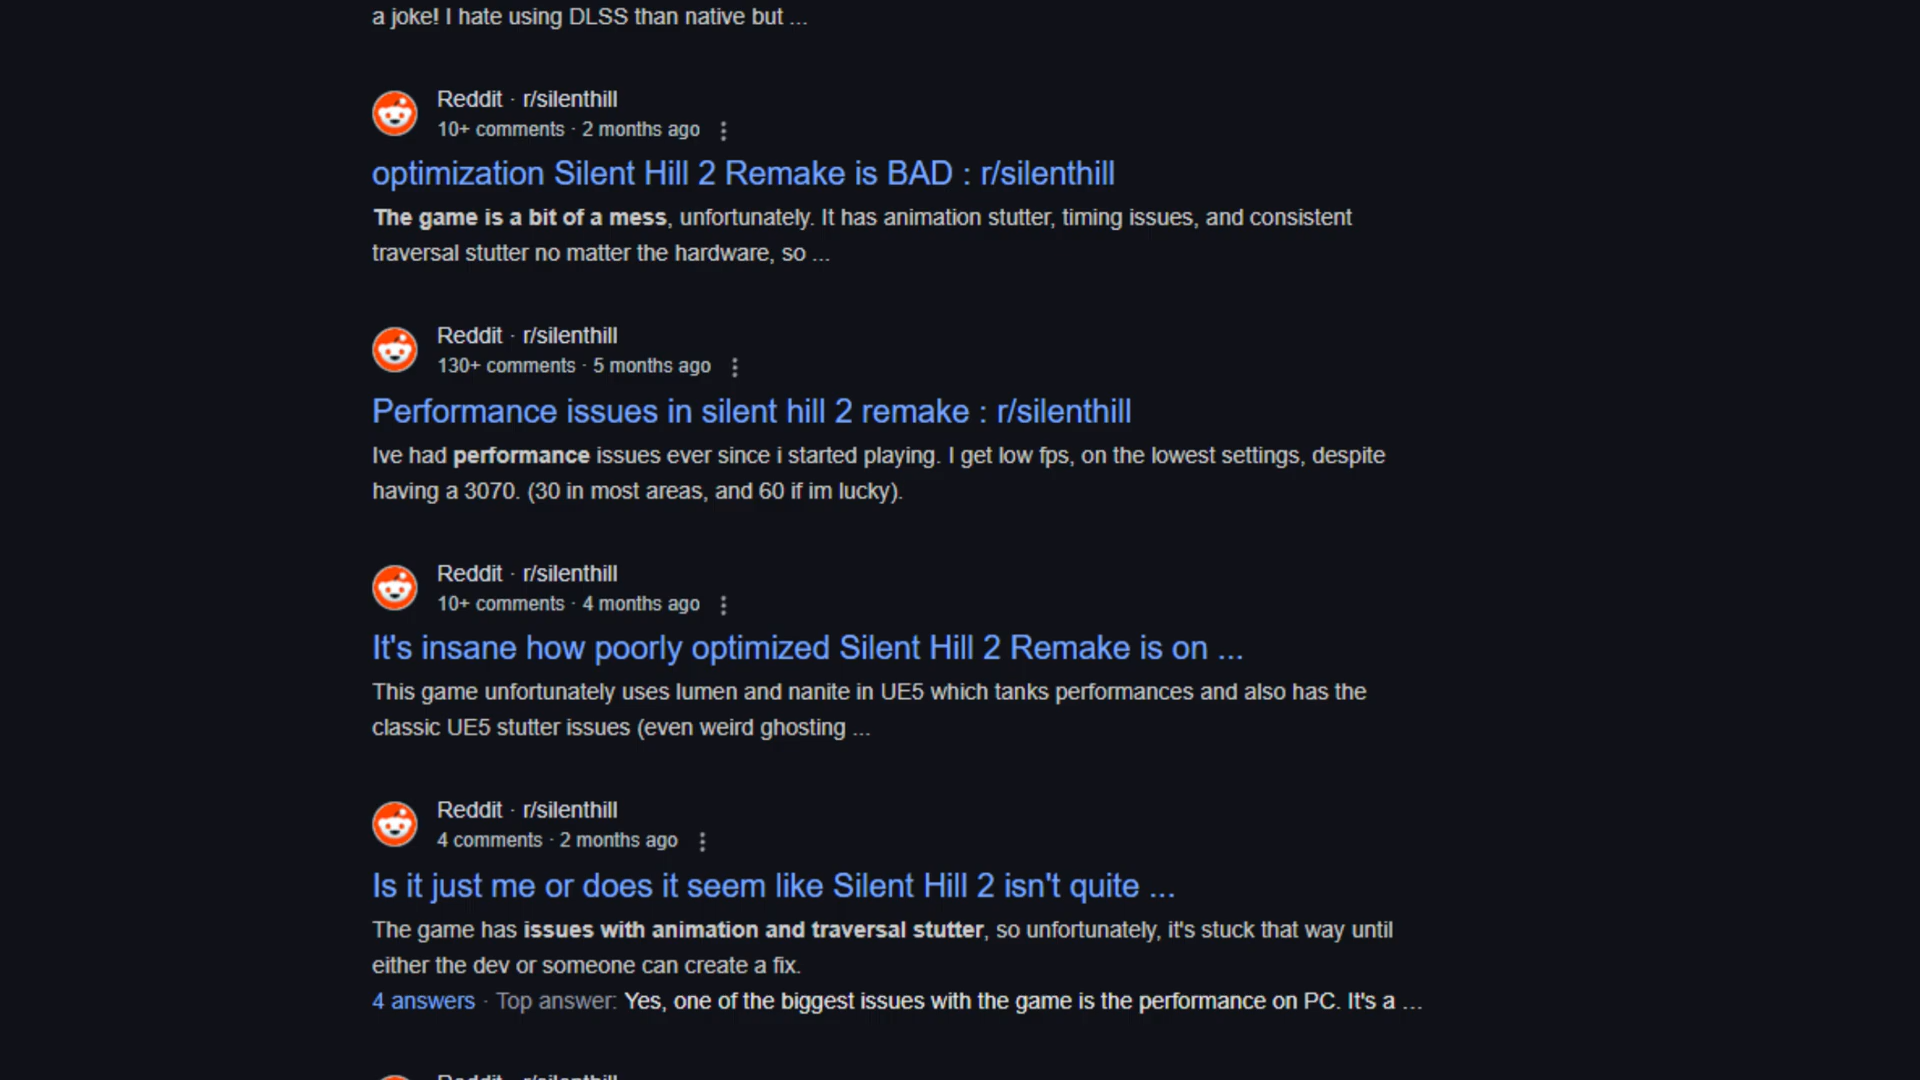 a joke! I hate using DLSS than native but ...
Reddit · r/silenthill
10+ comments · 2 months ago
optimization Silent Hill 2 Remake is BAD : r/silenthill
The game is a bit of a mess, unfortunately. It has animation stutter, timing issues, and consistent
traversal stutter no matter the hardware, so ...
Reddit · r/silenthill
130+ comments · 5 months ago
Performance issues in silent hill 2 remake : r/silenthill
Ive had performance issues ever since i started playing. I get low fps, on the lowest settings, despite
having a 3070. (30 in most areas, and 60 if im lucky).
Reddit · r/silenthill
10+ comments · 4 months ago
It's insane how poorly optimized Silent Hill 2 Remake is on ...
This game unfortunately uses lumen and nanite in UE5 which tanks performances and also has the
classic UE5 stutter issues (even weird ghosting ...
Reddit · r/silenthill
4 comments · 2 months ago
Is it just me or does it seem like Silent Hill 2 isn't quite ...
The game has issues with animation and traversal stutter, so unfortunately, it's stuck that way until
either the dev or someone can create a fix.
4 answers · Top answer: Yes, one of the biggest issues with the game is the performance on PC. It's a ...
Reddit · r/silenthill